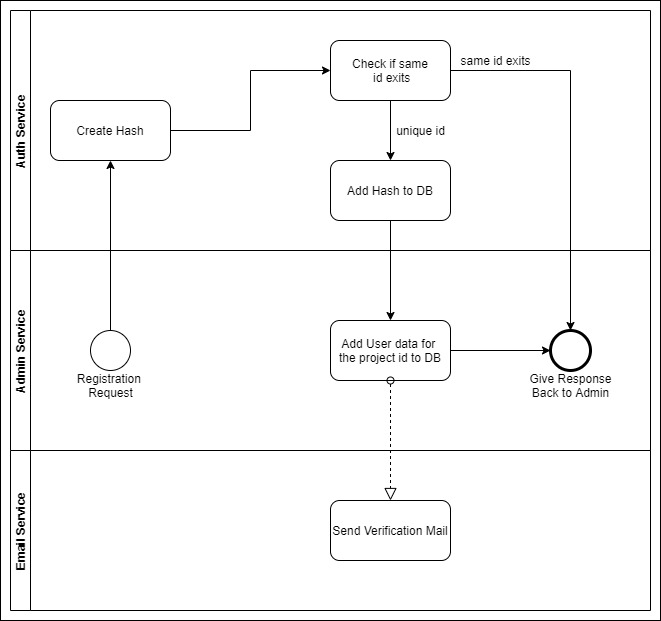 Auth Service
Check if same
id exits
same id exits
Create Hash
unique id
Add Hash to DB
Admin Service
Registration
Request
Add User data for
the project id to DB
Give Response
Back to Admin
Email Service
Send Verification Mail